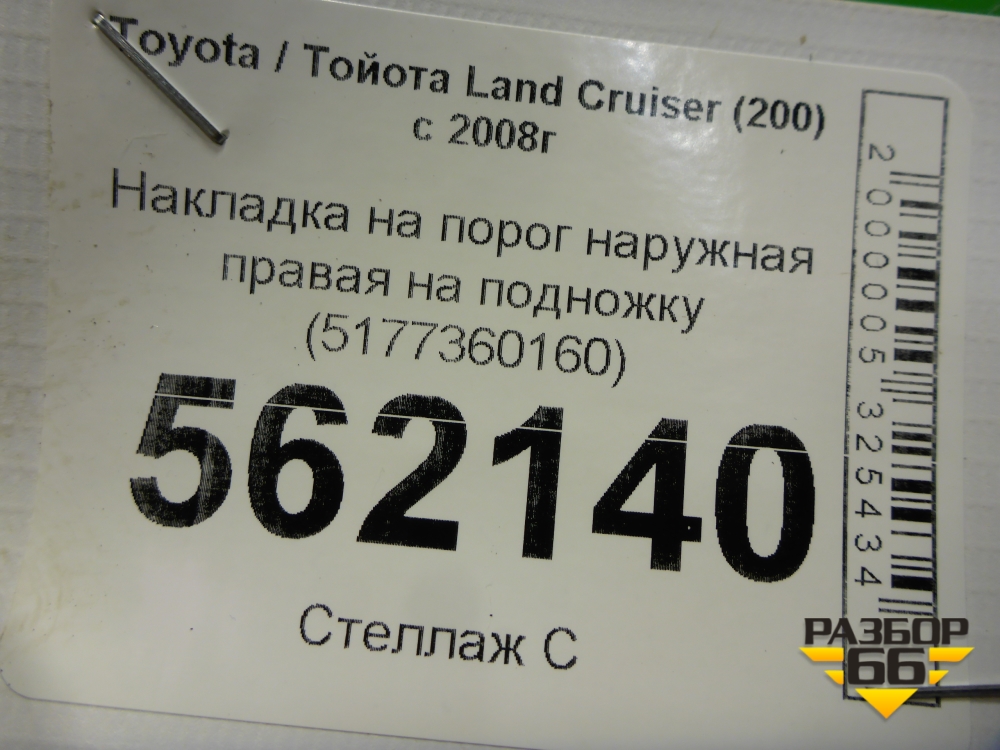 Toyota / Тойота Land Cruiser (200)
с 2008г
Накладка на порог наружная
правая на подножку
(5177360160)
562140
Стеллаж С
2000005325434
РАЗБОР
66